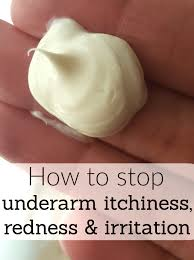 How to stop
underarm itchiness,
redness & irritation